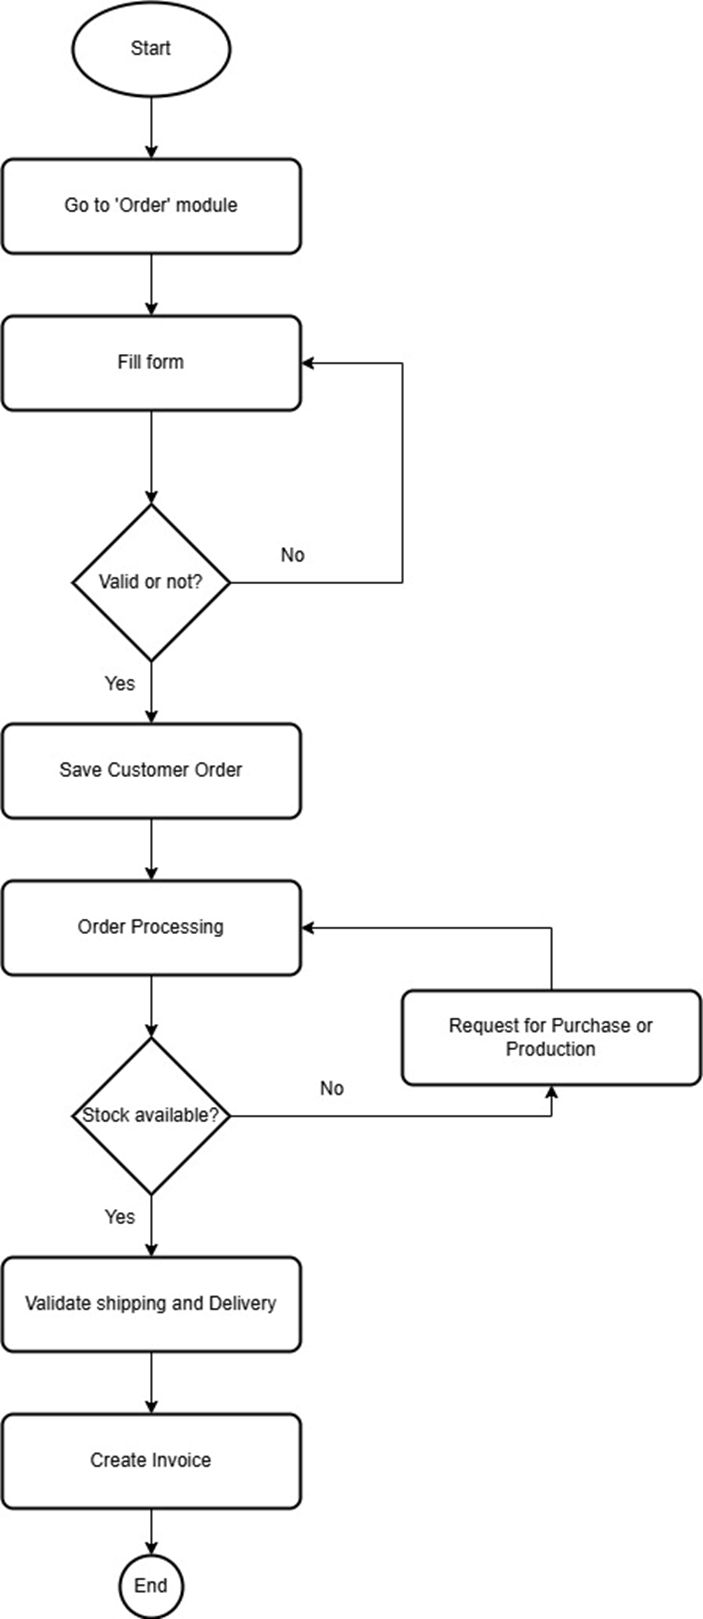 Start
Go to 'Order' module
Fill form
Valid or not?
No
Yes
Save Customer Order
Order Processing
Request for Purchase or
Production
Stock available?
No
Yes
Validate shipping and Delivery
Create Invoice
End